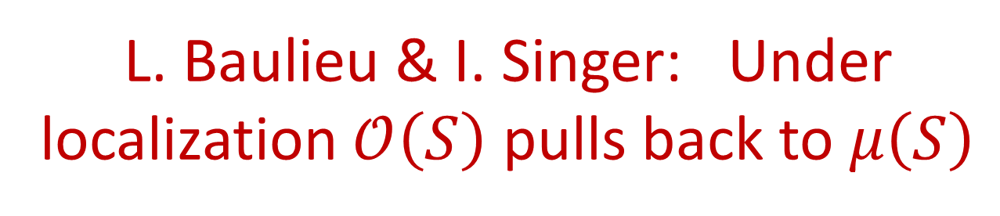 L. Baulieu & I. Singer: Under
localization 𝒪(𝑆) pulls back to 𝜇(𝑆)